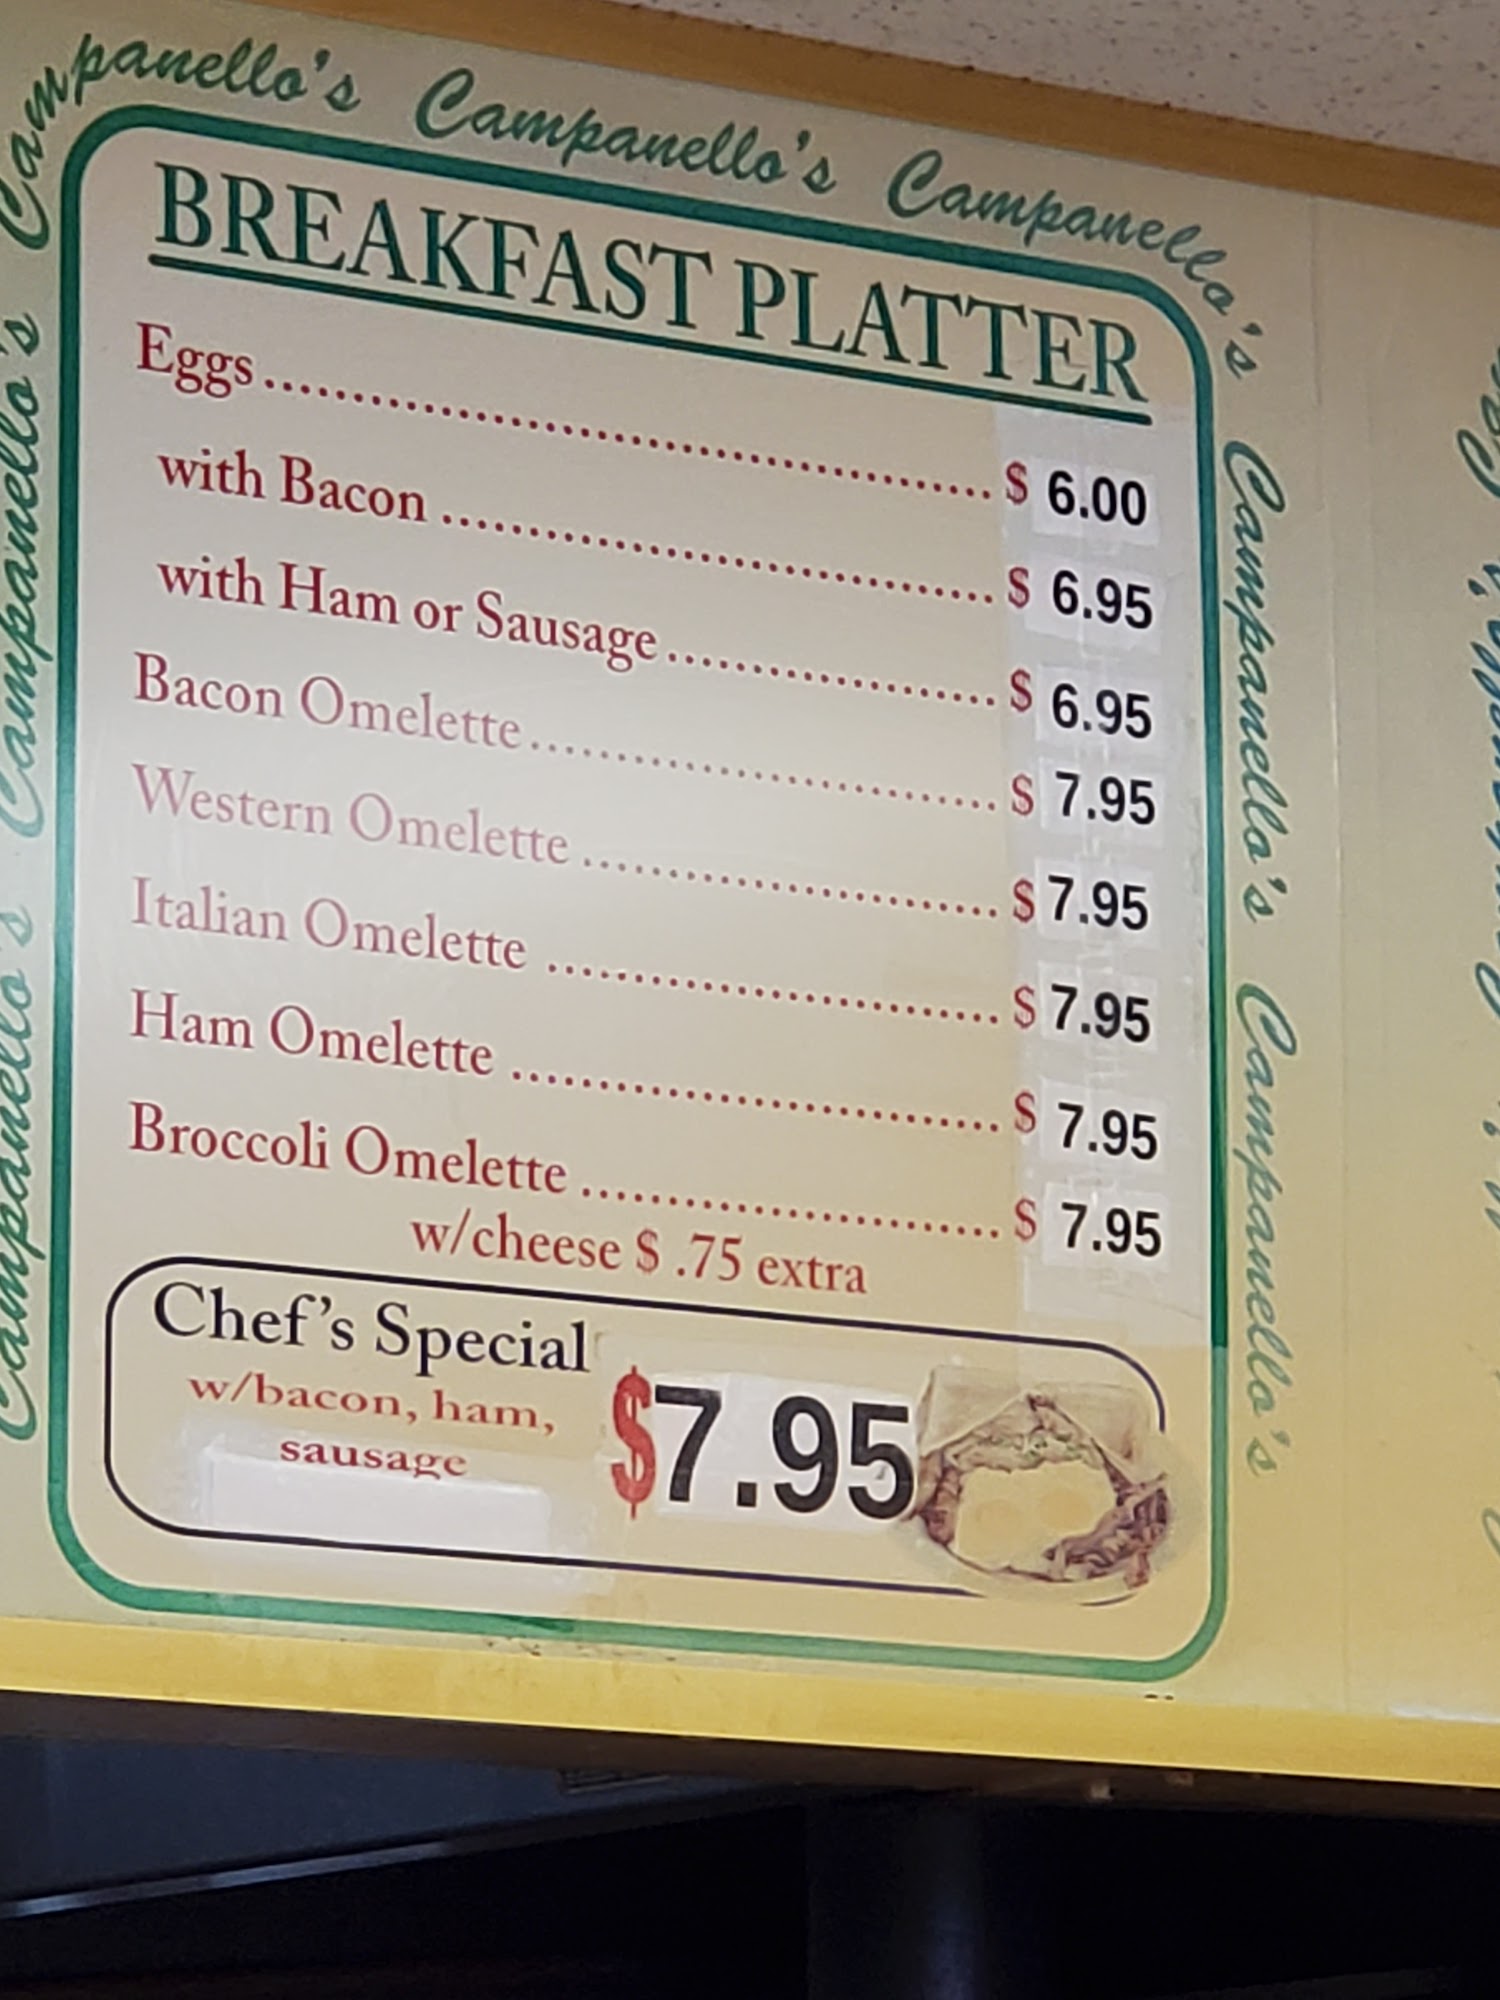 Campanello's Campanello's Campanello's
BREAKFAST PLATTER
Eggs........................................ $ 6.00
with Bacon ........................................ $ 6.95
with Ham or Sausage........................ $ 6.95
Bacon Omelette................................ $ 7.95
Western Omelette .............................. $ 7.95
Italian Omelette ................................ $ 7.95
Ham Omelette .................................. $ 7.95
Broccoli Omelette .............................. $ 7.95
w/cheese $ .75 extra
Chef's Special
w/bacon, ham,
sausage
$7.95
Campanello's Campanello's
Campanello's Campanello's